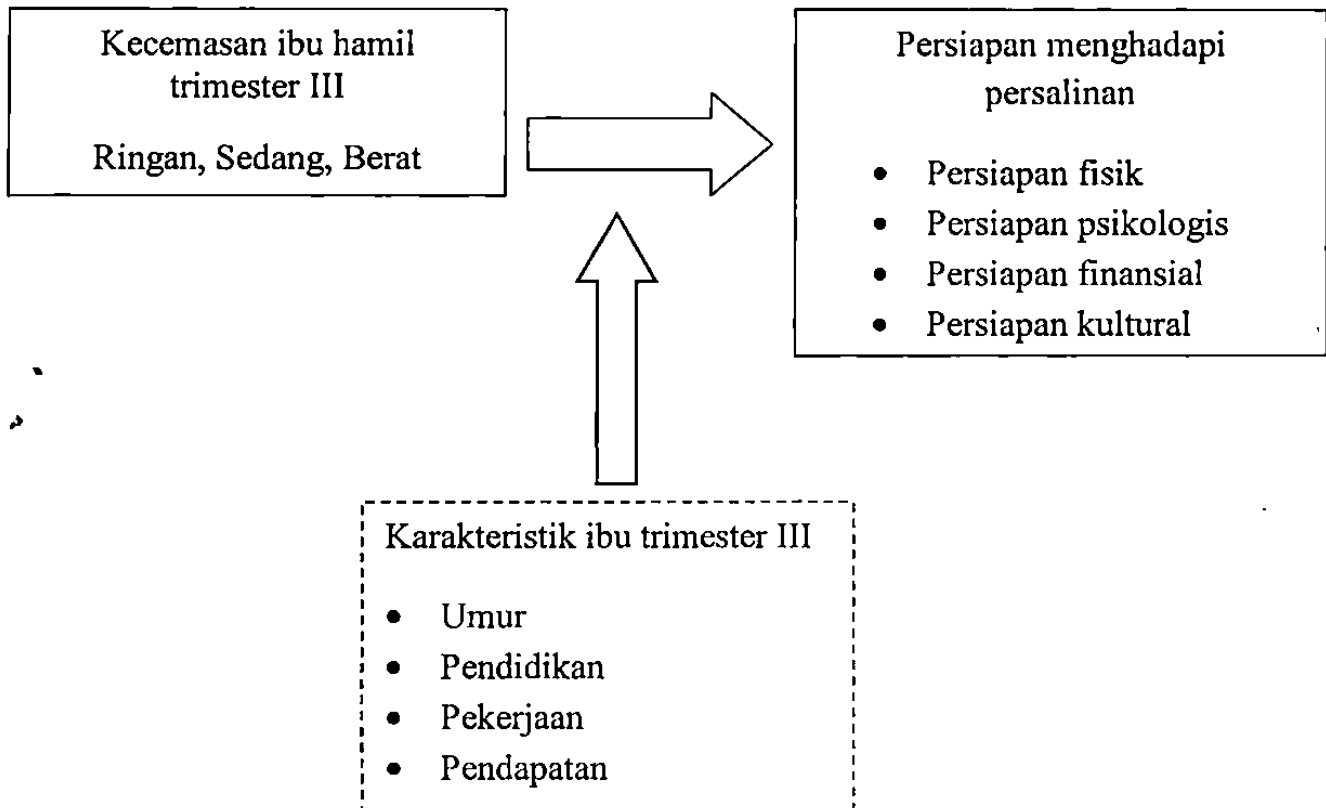 Kecemasan ibu hamil
trimester III
Ringan, Sedang, Berat
Persiapan menghadapi
persalinan
• Persiapan fisik
• Persiapan psikologis
• Persiapan finansial
• Persiapan kultural
Karakteristik ibu trimester III
• Umur
• Pendidikan
• Pekerjaan
• Pendapatan